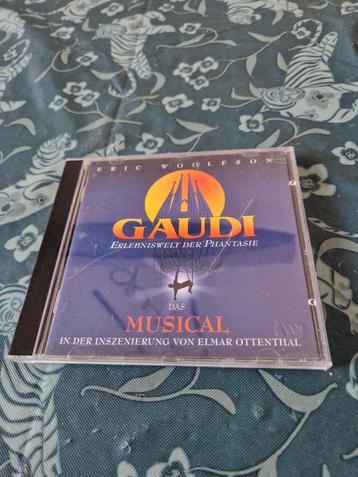 ERIC WOOLFSON
GAUDI
ERLEBNISWELT DER PHANTASIE
DAS
MUSICAL
IN DER INSZENIERUNG VON ELMAR OTTENTHAL